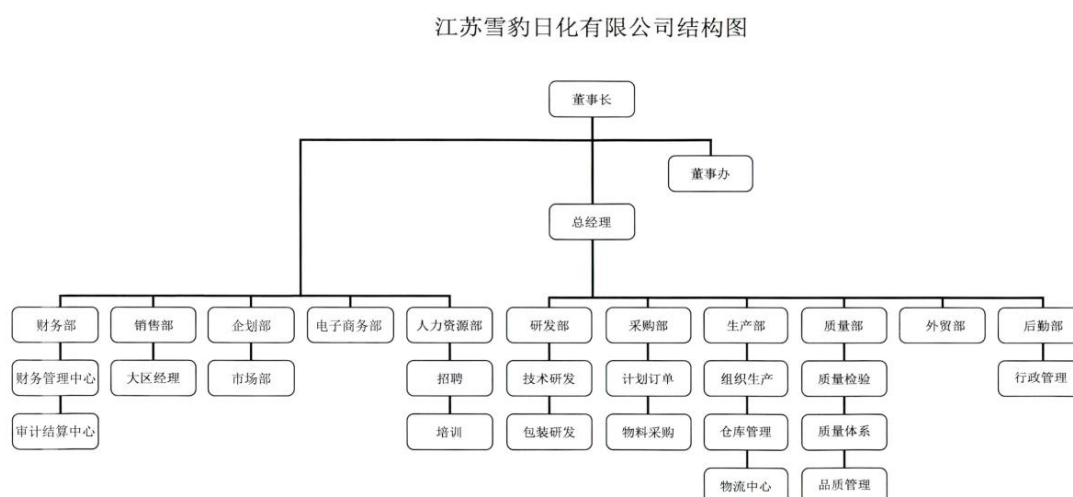 江苏雪豹日化有限公司结构图
董事长
董事办
总经理
财务部 销售部 企划部 电子商务部 人力资源部 研发部 采购部 生产部 质量部 外贸部 后勤部
财务管理中心 大区经理 市场部 招聘 技术研发 计划订单 组织生产 质量检验 行政管理
审计结算中心 培训 包装研发 物料采购 仓库管理 质量体系
物流中心 品质管理